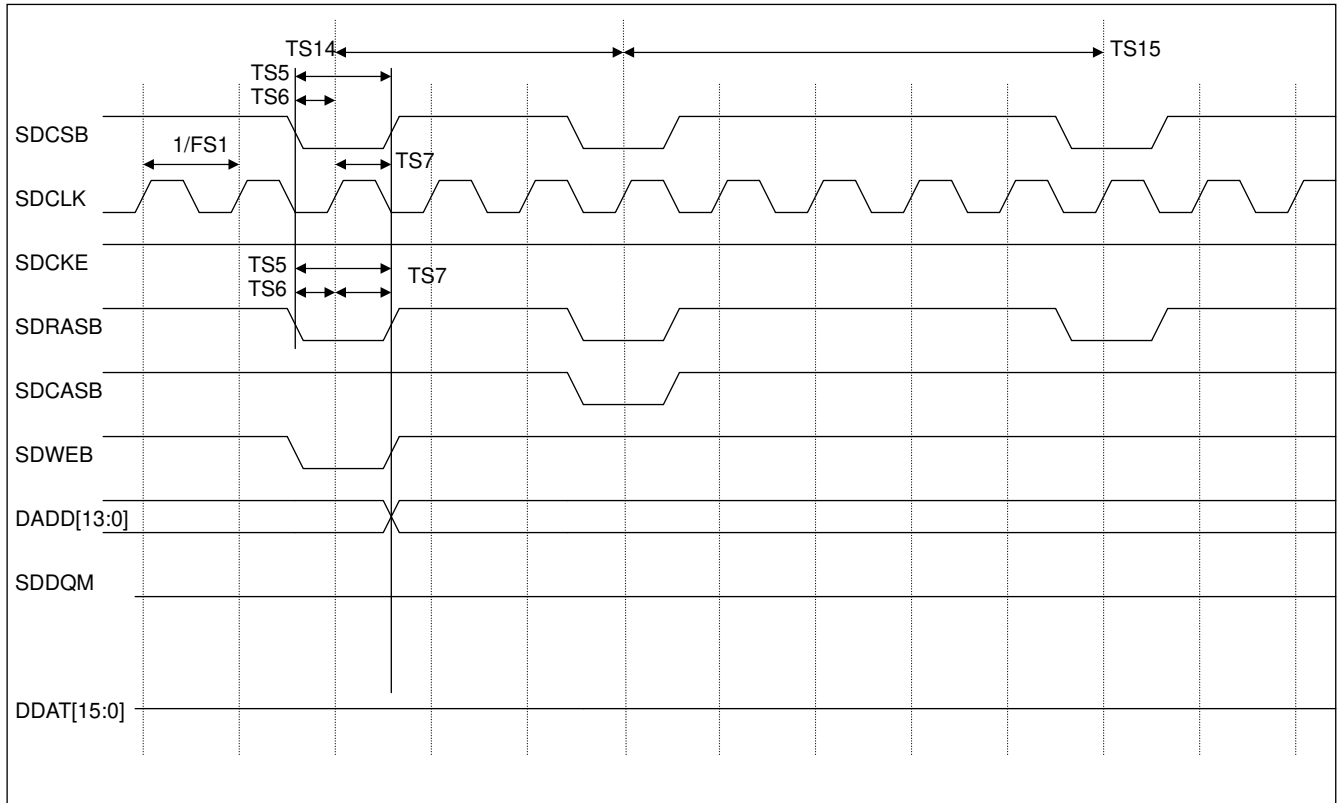 TS14
TS15
TS5
TS6
SDCSB
1/FS1
TS7
SDCLK
SDCKE
TS5
TS7
TS6
SDRASB
SDCASB
SDWEB
DADD[13:0]
SDDQM
DDAT[15:0]